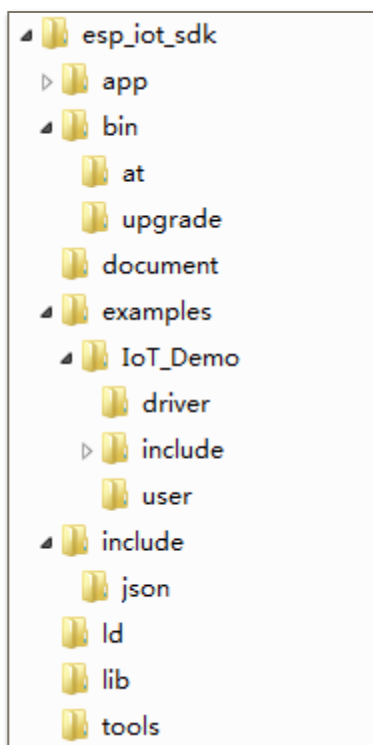 esp_iot_sdk
app
bin
at
upgrade
document
examples
IoT_Demo
driver
include
user
include
json
ld
lib
tools